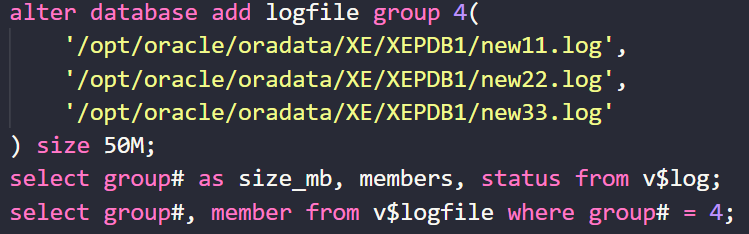 alter database add logfile group 4(
    '/opt/oracle/oradata/XE/XEPDB1/new11.log',
    '/opt/oracle/oradata/XE/XEPDB1/new22.log',
    '/opt/oracle/oradata/XE/XEPDB1/new33.log'
) size 50M;
select group# as size_mb, members, status from v$log;
select group#, member from v$logfile where group# = 4;